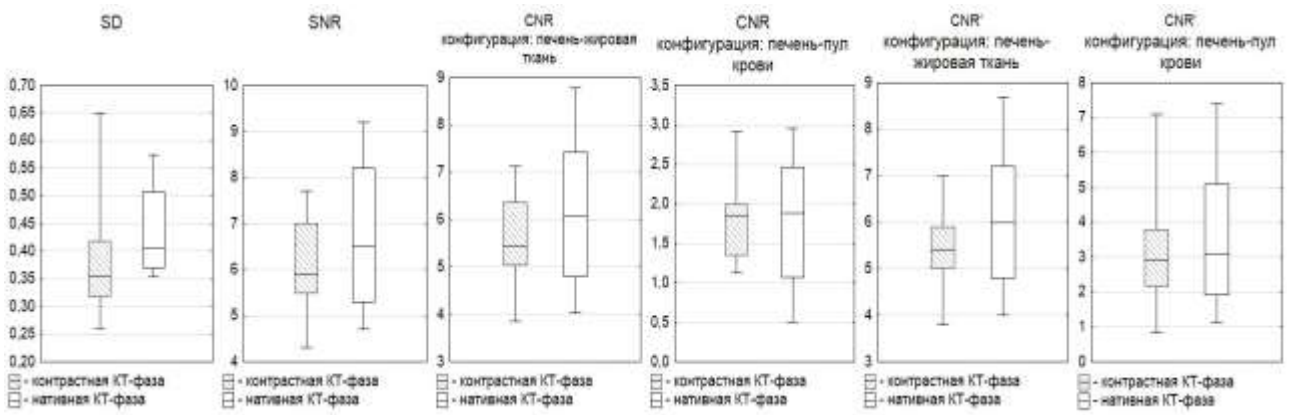 SD
0,70
0,65
0,60
0,55
0,50
0,45
0,40
0,35
0,30
0,25
0,20
- контрастная КТ-фаза
- нативная КТ-фаза
SNR
10
9
8
7
6
5
4
- контрастная КТ-фаза
- нативная КТ-фаза
CNR
конфигурация: печень-жировая
ткань
9
8
7
6
5
4
3
- контрастная КТ-фаза
- нативная КТ-фаза
CNR
конфигурация: печень-пул
крови
3,5
3,0
2,5
2,0
1,5
1,0
0,5
0,0
- контрастная КТ-фаза
- нативная КТ-фаза
CNR'
конфигурация: печень-
жировая ткань
9
8
7
6
5
4
3
- контрастная КТ-фаза
- нативная КТ-фаза
CNR'
конфигурация: печень-пул
крови
8
7
6
5
4
3
2
1
0
- контрастная КТ-фаза
- нативная КТ-фаза